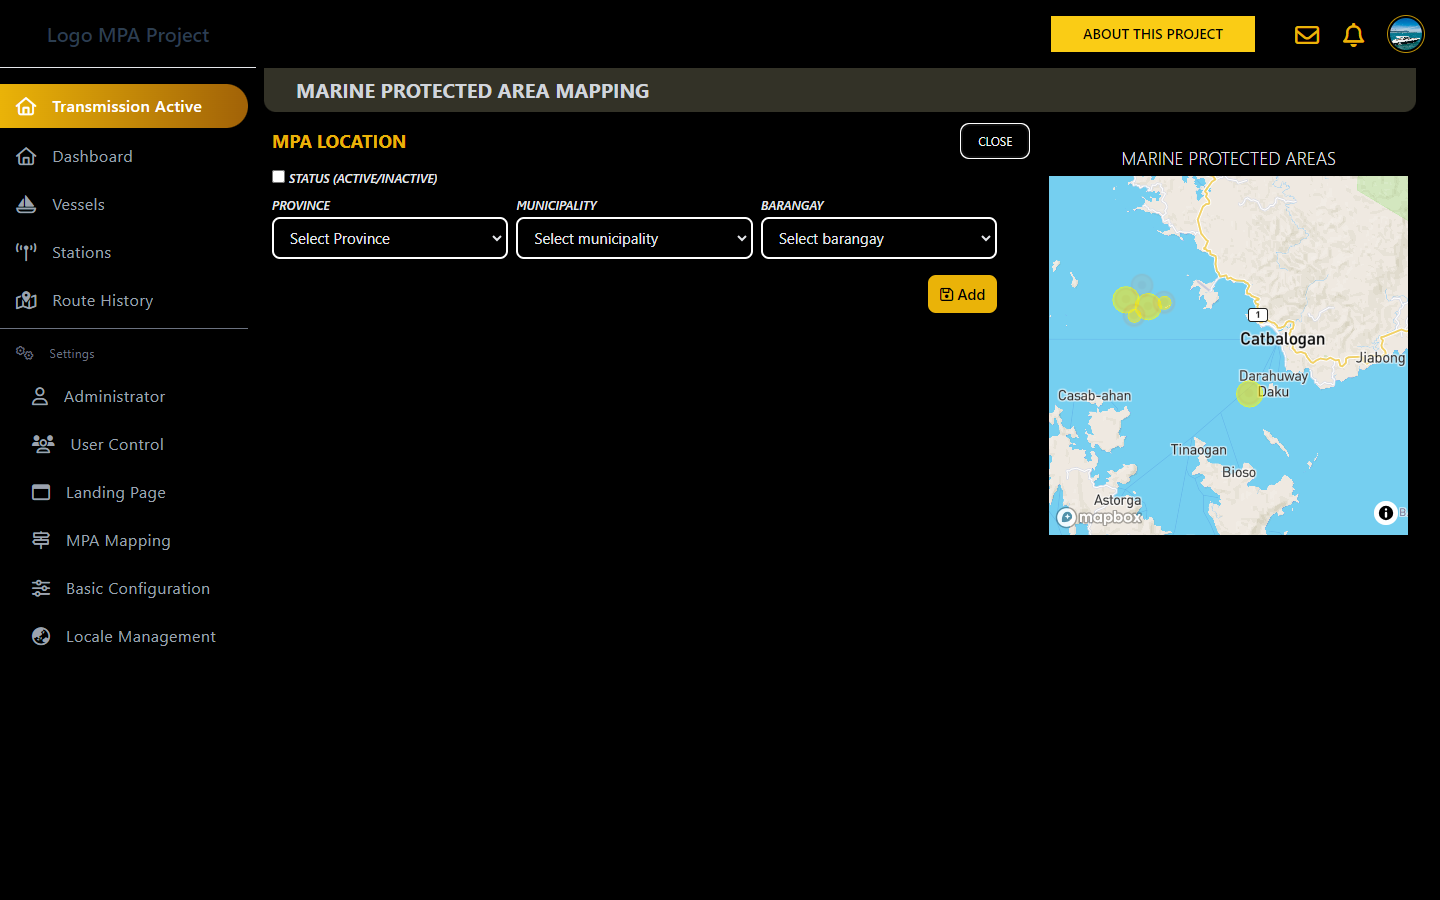 Logo MPA Project
ABOUT THIS PROJECT
Transmission Active
Dashboard
Vessels
Stations
Route History
Settings
Administrator
User Control
Landing Page
MPA Mapping
Basic Configuration
Locale Management
MARINE PROTECTED AREA MAPPING
MPA LOCATION
CLOSE
STATUS (ACTIVE/INACTIVE)
PROVINCE
MUNICIPALITY
BARANGAY
Select Province
Select municipality
Select barangay
Add
MARINE PROTECTED AREAS
1
Catbalogan
Jiabong
Darahuway
Daku
Casab-ahan
Tinaogan
Bioso
Astorga
mapbox
B